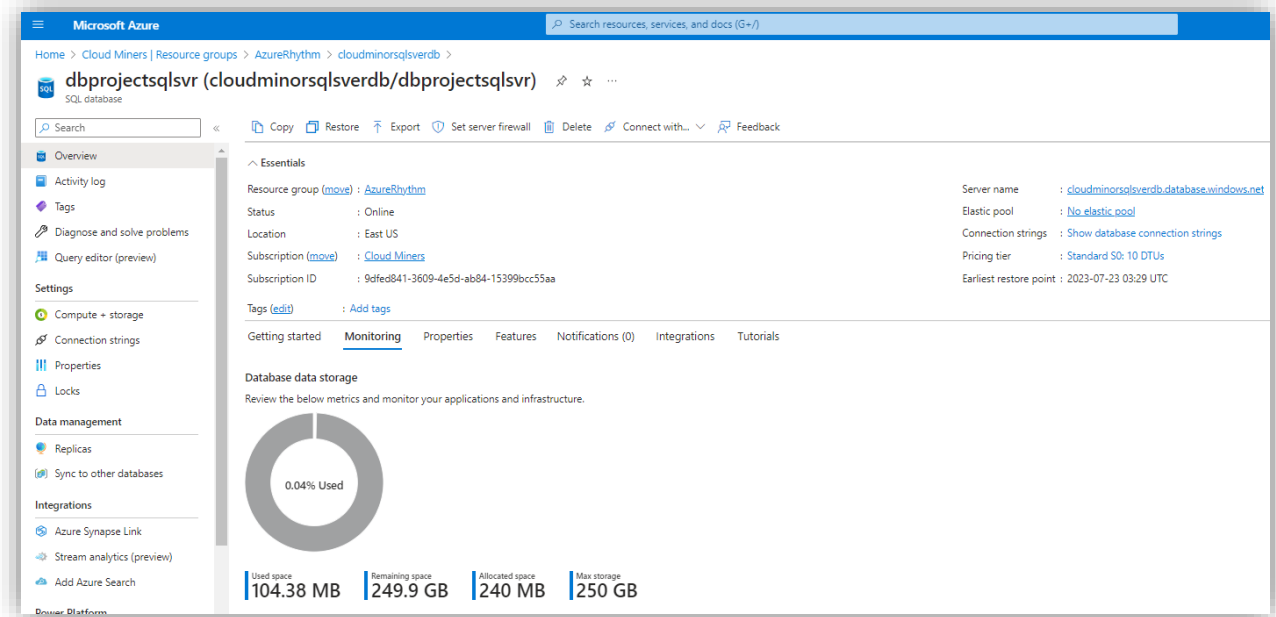 Microsoft Azure
Search resources, services, and docs (G+/)
Home > Cloud Miners | Resource groups > AzureRhythm > cloudminorsqlsverdb >
SQL
dbprojectsqlsvr (cloudminorsqlsverdb/dbprojectsqlsvr)
SQL database
Search
Copy Restore Export Set server firewall Delete Connect with... Feedback
Overview
Activity log
Tags
Diagnose and solve problems
Query editor (preview)
Settings
Compute + storage
Connection strings
Properties
Locks
Data management
Replicas
Sync to other databases
Integrations
Azure Synapse Link
Stream analytics (preview)
Add Azure Search
Power Platform
Essentials
Resource group (move) : AzureRhythm
Status : Online
Location : East US
Subscription (move) : Cloud Miners
Subscription ID : 9dfed841-3609-4e5d-ab84-15399bcc55aa
Server name : cloudminorsqlsverdb.database.windows.net
Elastic pool : No elastic pool
Connection strings : Show database connection strings
Pricing tier : Standard S0: 10 DTUs
Earliest restore point : 2023-07-23 03:29 UTC
Tags (edit) : Add tags
Getting started Monitoring Properties Features Notifications (0) Integrations Tutorials
Database data storage
Review the below metrics and monitor your applications and infrastructure.
0.04% Used
Used space
104.38 MB
Remaining space
249.9 GB
Allocated space
240 MB
Max storage
250 GB